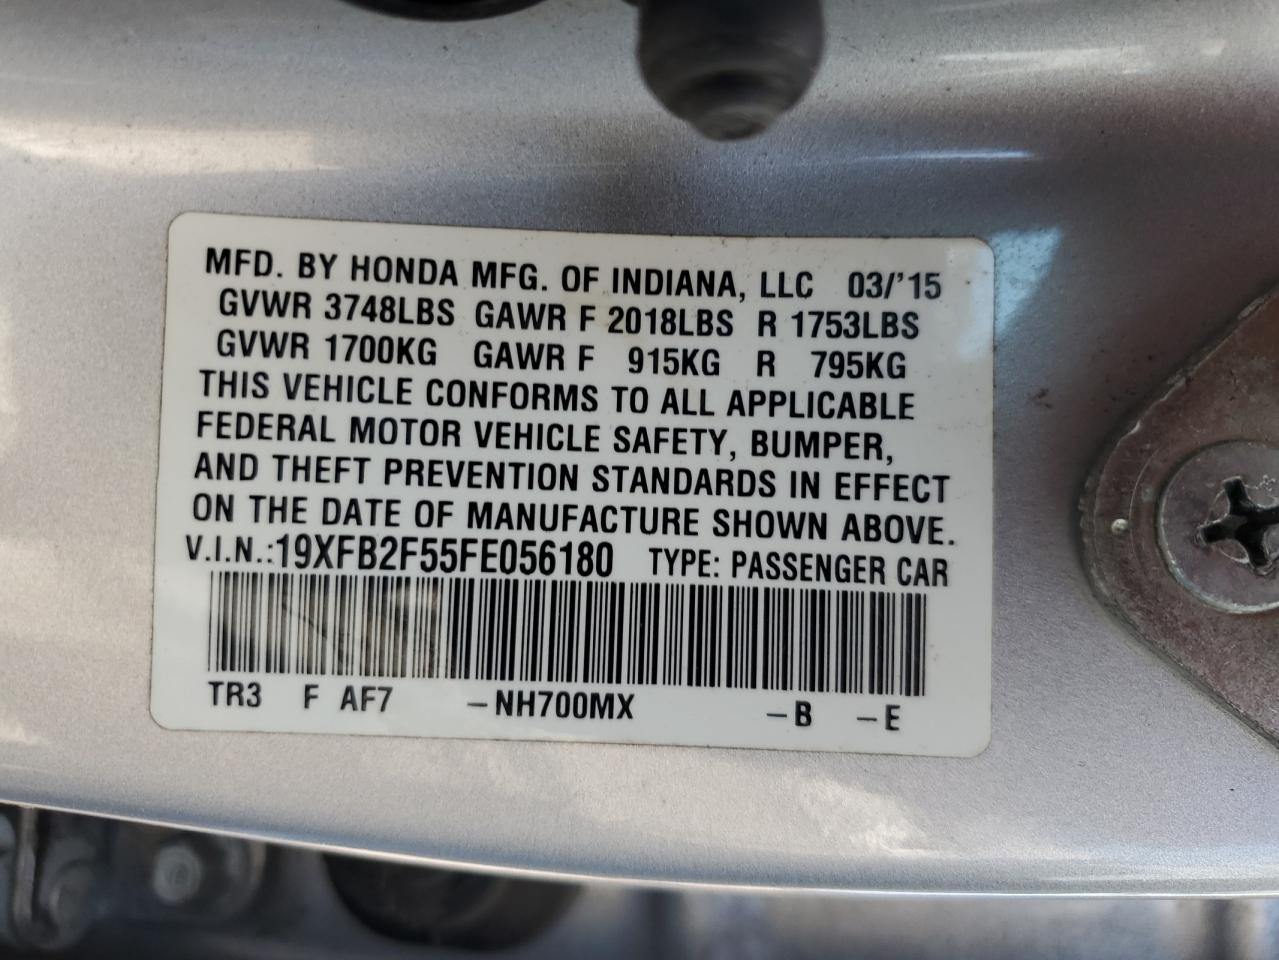 MFD. BY HONDA MFG. OF INDIANA, LLC 03/'15
GVWR 3748LBS GAWR F 2018LBS R 1753LBS
GVWR 1700KG GAWR F 915KG R 795KG
THIS VEHICLE CONFORMS TO ALL APPLICABLE
FEDERAL MOTOR VEHICLE SAFETY, BUMPER,
AND THEFT PREVENTION STANDARDS IN EFFECT
ON THE DATE OF MANUFACTURE SHOWN ABOVE.
V.I.N.:19XFB2F55FE056180 TYPE: PASSENGER CAR
TR3 F AF7 –NH700MX –B –E